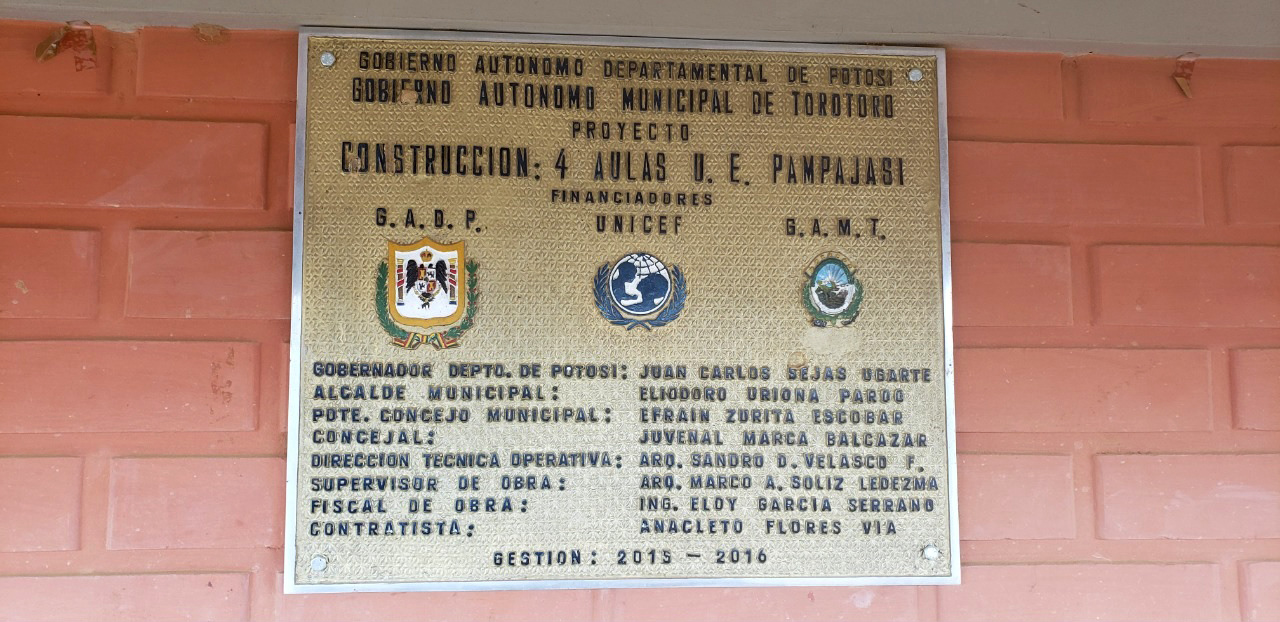 GOBIERNO AUTONOMO DEPARTAMENTAL DE POTOSI
GOBIERNO AUTONOMO MUNICIPAL DE TOROTORO
PROYECTO
CONSTRUCCION: 4 AULAS U. E. PAMPAJASI
FINANCIADORES
G. A. D. P. UNICEF G. A. M. T.
GOBERNADOR DEPTO. DE POTOSI: JUAN CARLOS SEJAS UGARTE
ALCALDE MUNICIPAL: ELIODORO URIONA PARDO
PDTE. CONCEJO MUNICIPAL: EFRAIN ZURITA ESCOBAR
CONCEJAL: JUVENAL MARCA BALCAZAR
DIRECCION TECNICA OPERATIVA: ARQ. SANDRO D. VELASCO F.
SUPERVISOR DE OBRA: ARQ. MARCO A. SOLIZ LEDEZMA
FISCAL DE OBRA: ING. ELOY GARCIA SERRANO
CONTRATISTA: ANACLETO FLORES VIA
GESTION: 2015 - 2016